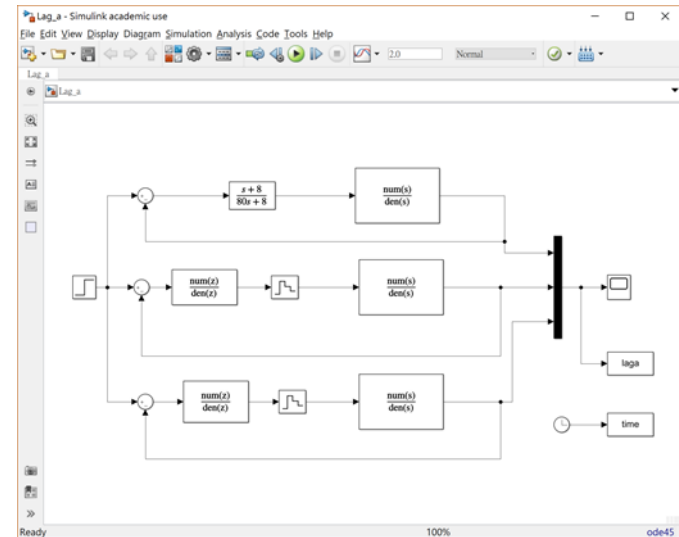 Lag_a - Simulink academic use
File Edit View Display Diagram Simulation Analysis Code Tools Help
2.0 Normal
Lag_a
Lag_a
s + 8
80s + 8
num(s)
den(s)
num(z)
den(z)
num(s)
den(s)
laga
num(z)
den(z)
num(s)
den(s)
time
Ready 100% ode45